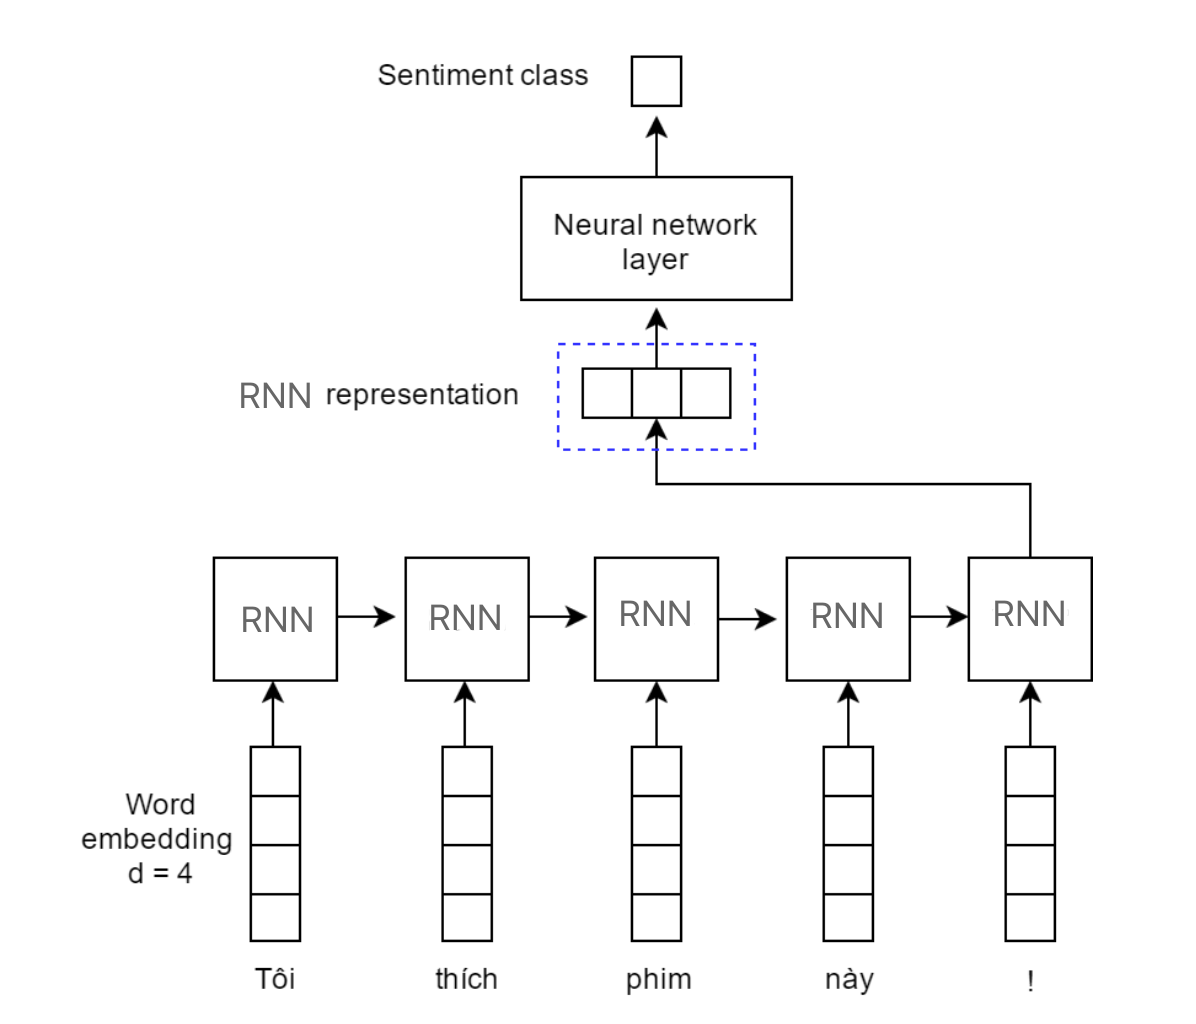 Sentiment class
Neural network
layer
RNN representation
RNN RNN RNN RNN RNN
Word
embedding
d = 4
Tôi thích phim này !